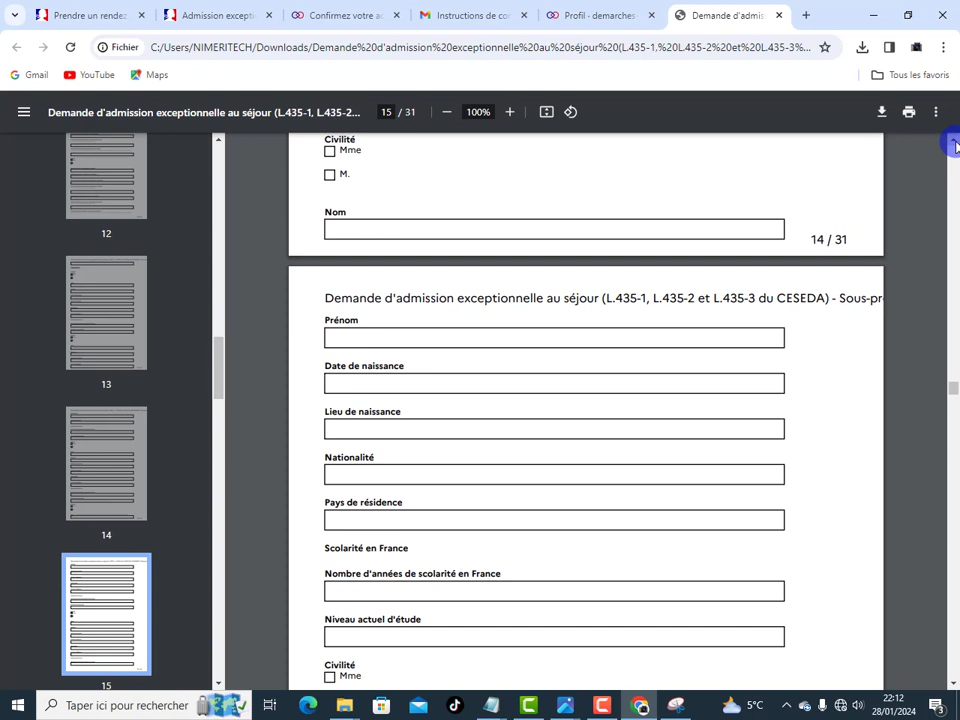 Prendre un rendez
Admission excepti
Confirmez votre ac
Instructions de con
Profil - demarches-
Demande d'admis
Fichier
C:/Users/NIMERITECH/Downloads/Demande%20d'admission%20exceptionnelle%20au%20séjour%20(L.435-1,%20L.435-2%20et%20L.435-3%...
Gmail
YouTube
Maps
Tous les favoris
Demande d'admission exceptionnelle au séjour (L.435-1, L.435-2...
15 / 31
100%
Civilité
Mme
M.
Nom
14 / 31
Demande d'admission exceptionnelle au séjour (L.435-1, L.435-2 et L.435-3 du CESEDA) - Sous-pr
Prénom
Date de naissance
Lieu de naissance
Nationalité
Pays de résidence
Scolarité en France
Nombre d'années de scolarité en France
Niveau actuel d'étude
Civilité
Mme
12
13
14
15
Taper ici pour rechercher
5°C
22:12
28/01/2024
3